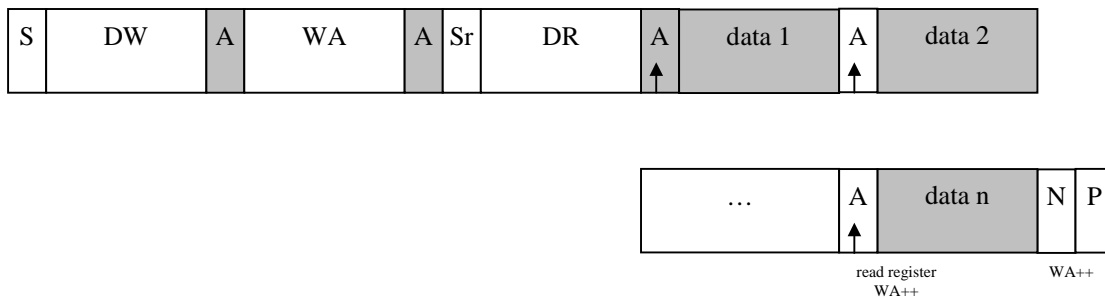 S DW A WA A Sr DR A data 1 A data 2
… A data n N P
read register WA++
WA++